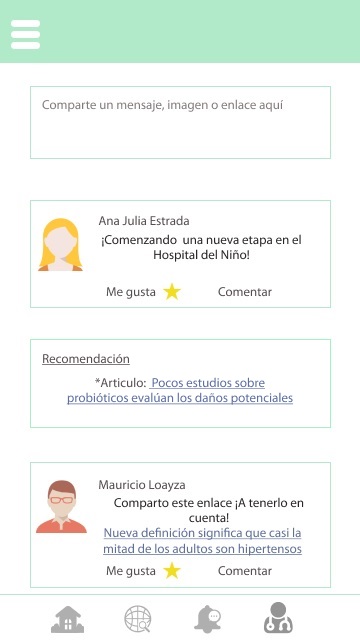 Comparte un mensaje, imagen o enlace aquí
Ana Julia Estrada
¡Comenzando una nueva etapa en el
Hospital del Niño!
Me gusta Comentar
Recomendación
*Articulo: Pocos estudios sobre
probióticos evalúan los daños potenciales
Mauricio Loayza
Comparto este enlace ¡A tenerlo en
cuenta!
Nueva definición significa que casi la
mitad de los adultos son hipertensos
Me gusta Comentar